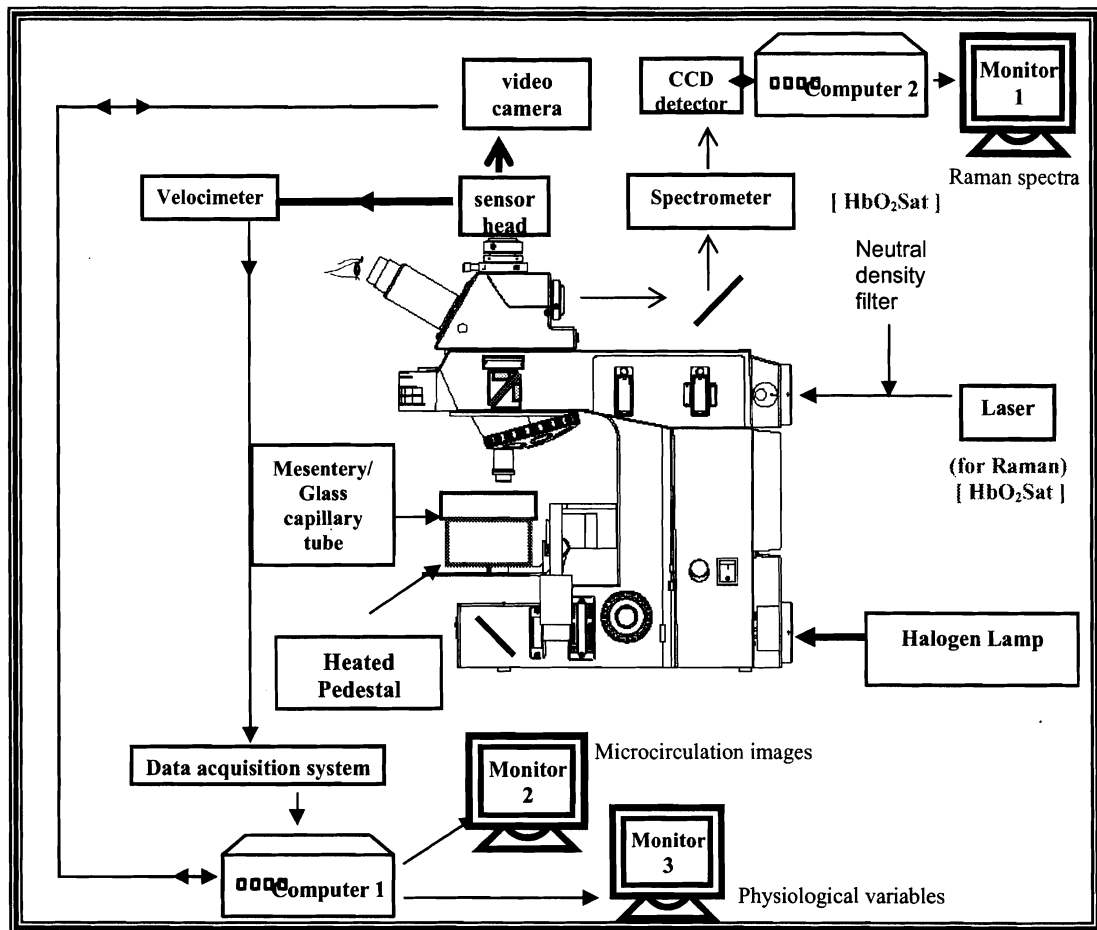 video
camera
CCD
detector
Computer 2
Monitor
1
Raman spectra
Velocimeter
sensor
head
Spectrometer
[ HbO₂Sat ]
Neutral
density
filter
Laser
(for Raman)
[ HbO₂Sat ]
Mesentery/
Glass
capillary
tube
Heated
Pedestal
Halogen Lamp
Data acquisition system
Computer 1
Monitor
2
Microcirculation images
Monitor
3
Physiological variables